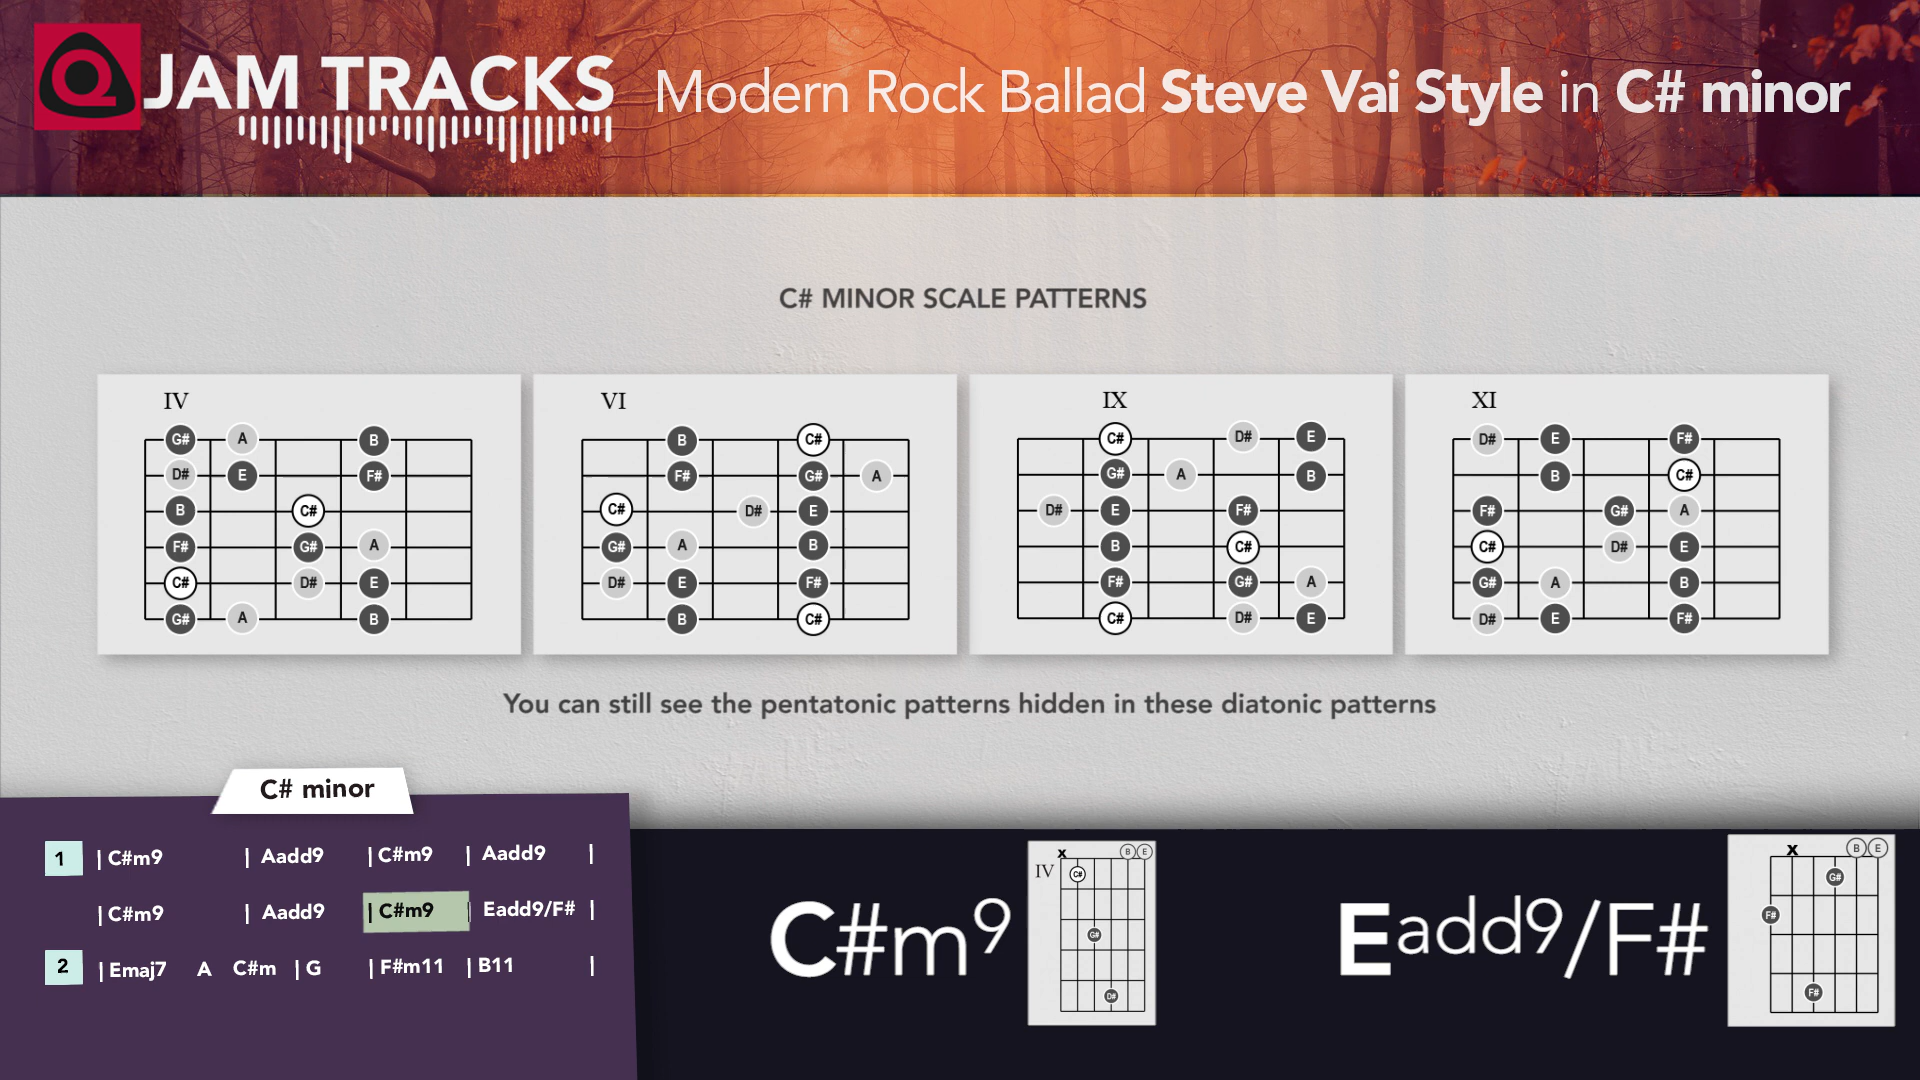 JAM TRACKS
Modern Rock Ballad Steve Vai Style in C# minor
C# MINOR SCALE PATTERNS
IV
G# A B
D# E F#
B C#
F# G# A
C# D# E
G# A B
VI
B C#
F# G# A
C# D# E
G# A B
D# E F#
B C#
IX
C# D# E
G# A B
D# E F#
B C#
F# G# A
C# D# E
XI
D# E F#
B C#
F# G# A
C# D# E
G# A B
D# E F#
You can still see the pentatonic patterns hidden in these diatonic patterns
C# minor
1 | C#m9 | Aadd9 | C#m9 | Aadd9 |
| C#m9 | Aadd9 | C#m9 | Eadd9/F# |
2 | Emaj7 A C#m | G | F#m11 | B11 |
C#m9
x B E
IV C#
G#
D#
Eadd9/F#
x B E
G#
F#
F#